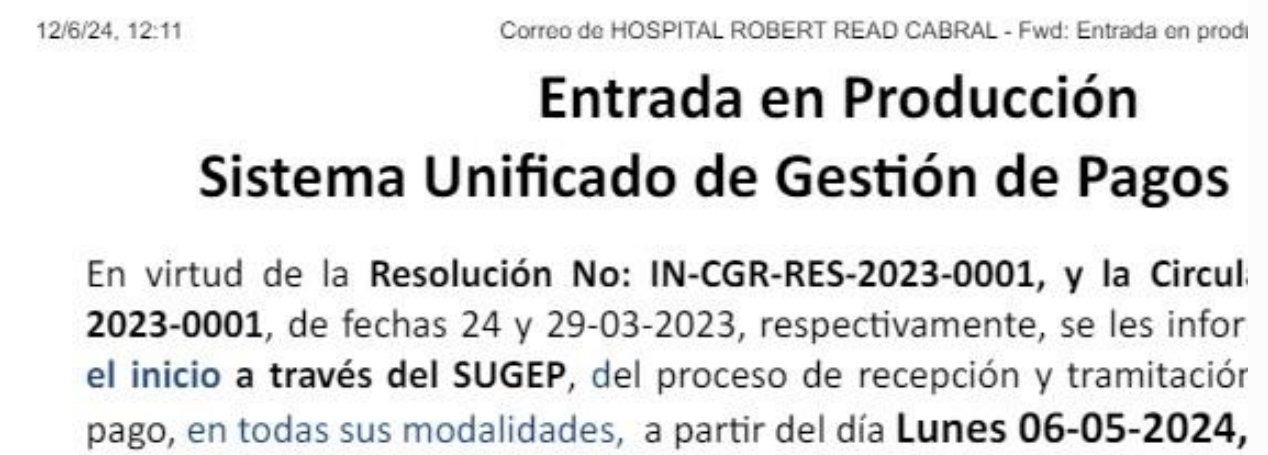 12/6/24, 12:11 Correo de HOSPITAL ROBERT READ CABRAL - Fwd: Entrada en
Entrada en Producción
Sistema Unificado de Gestión de Pagos
En virtud de la Resolución No: IN-CGR-RES-2023-0001, y la
2023-0001, de fechas 24 y 29-03-2023, respectivamente, se les
el inicio a través del SUGEP, del proceso de recepción y
pago, en todas sus modalidades, a partir del día Lunes 06-05-2024,